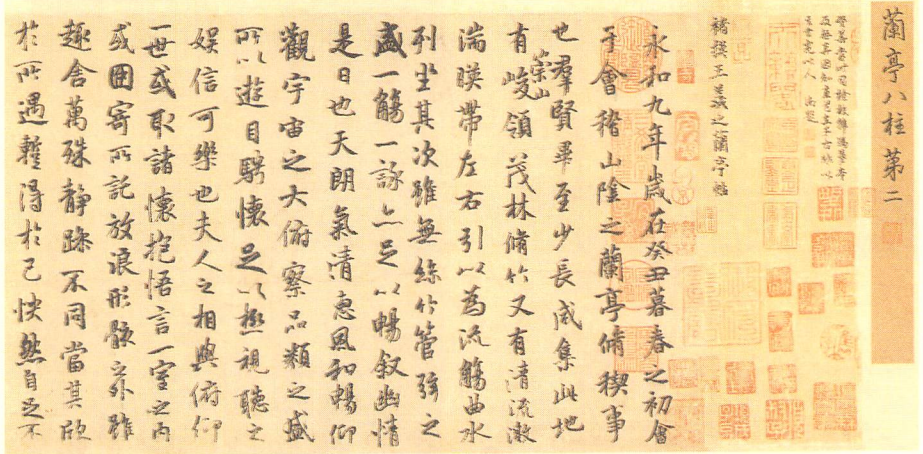 蘭亭八柱第二
褚模王羲之蘭亭帖
永和九年歲在癸丑暮春之初會
于會稽山陰之蘭亭脩稧事
也羣賢畢至少長咸集此地
有崇山峻領茂林脩竹又有清流激
湍暎帶左右引以為流觴曲水
列坐其次雖無絲竹管弦之
盛一觴一詠亦足以暢叙幽情
是日也天朗氣清惠風和暢仰
觀宇宙之大俯察品類之盛
所以遊目騁懷足以極視聽之
娛信可樂也夫人之相與俯仰
一世或取諸懷抱悟言一室之內
或因寄所託放浪形骸之外雖
趣舍萬殊静躁不同當其欣
於所遇蹔得於己怏然自足不